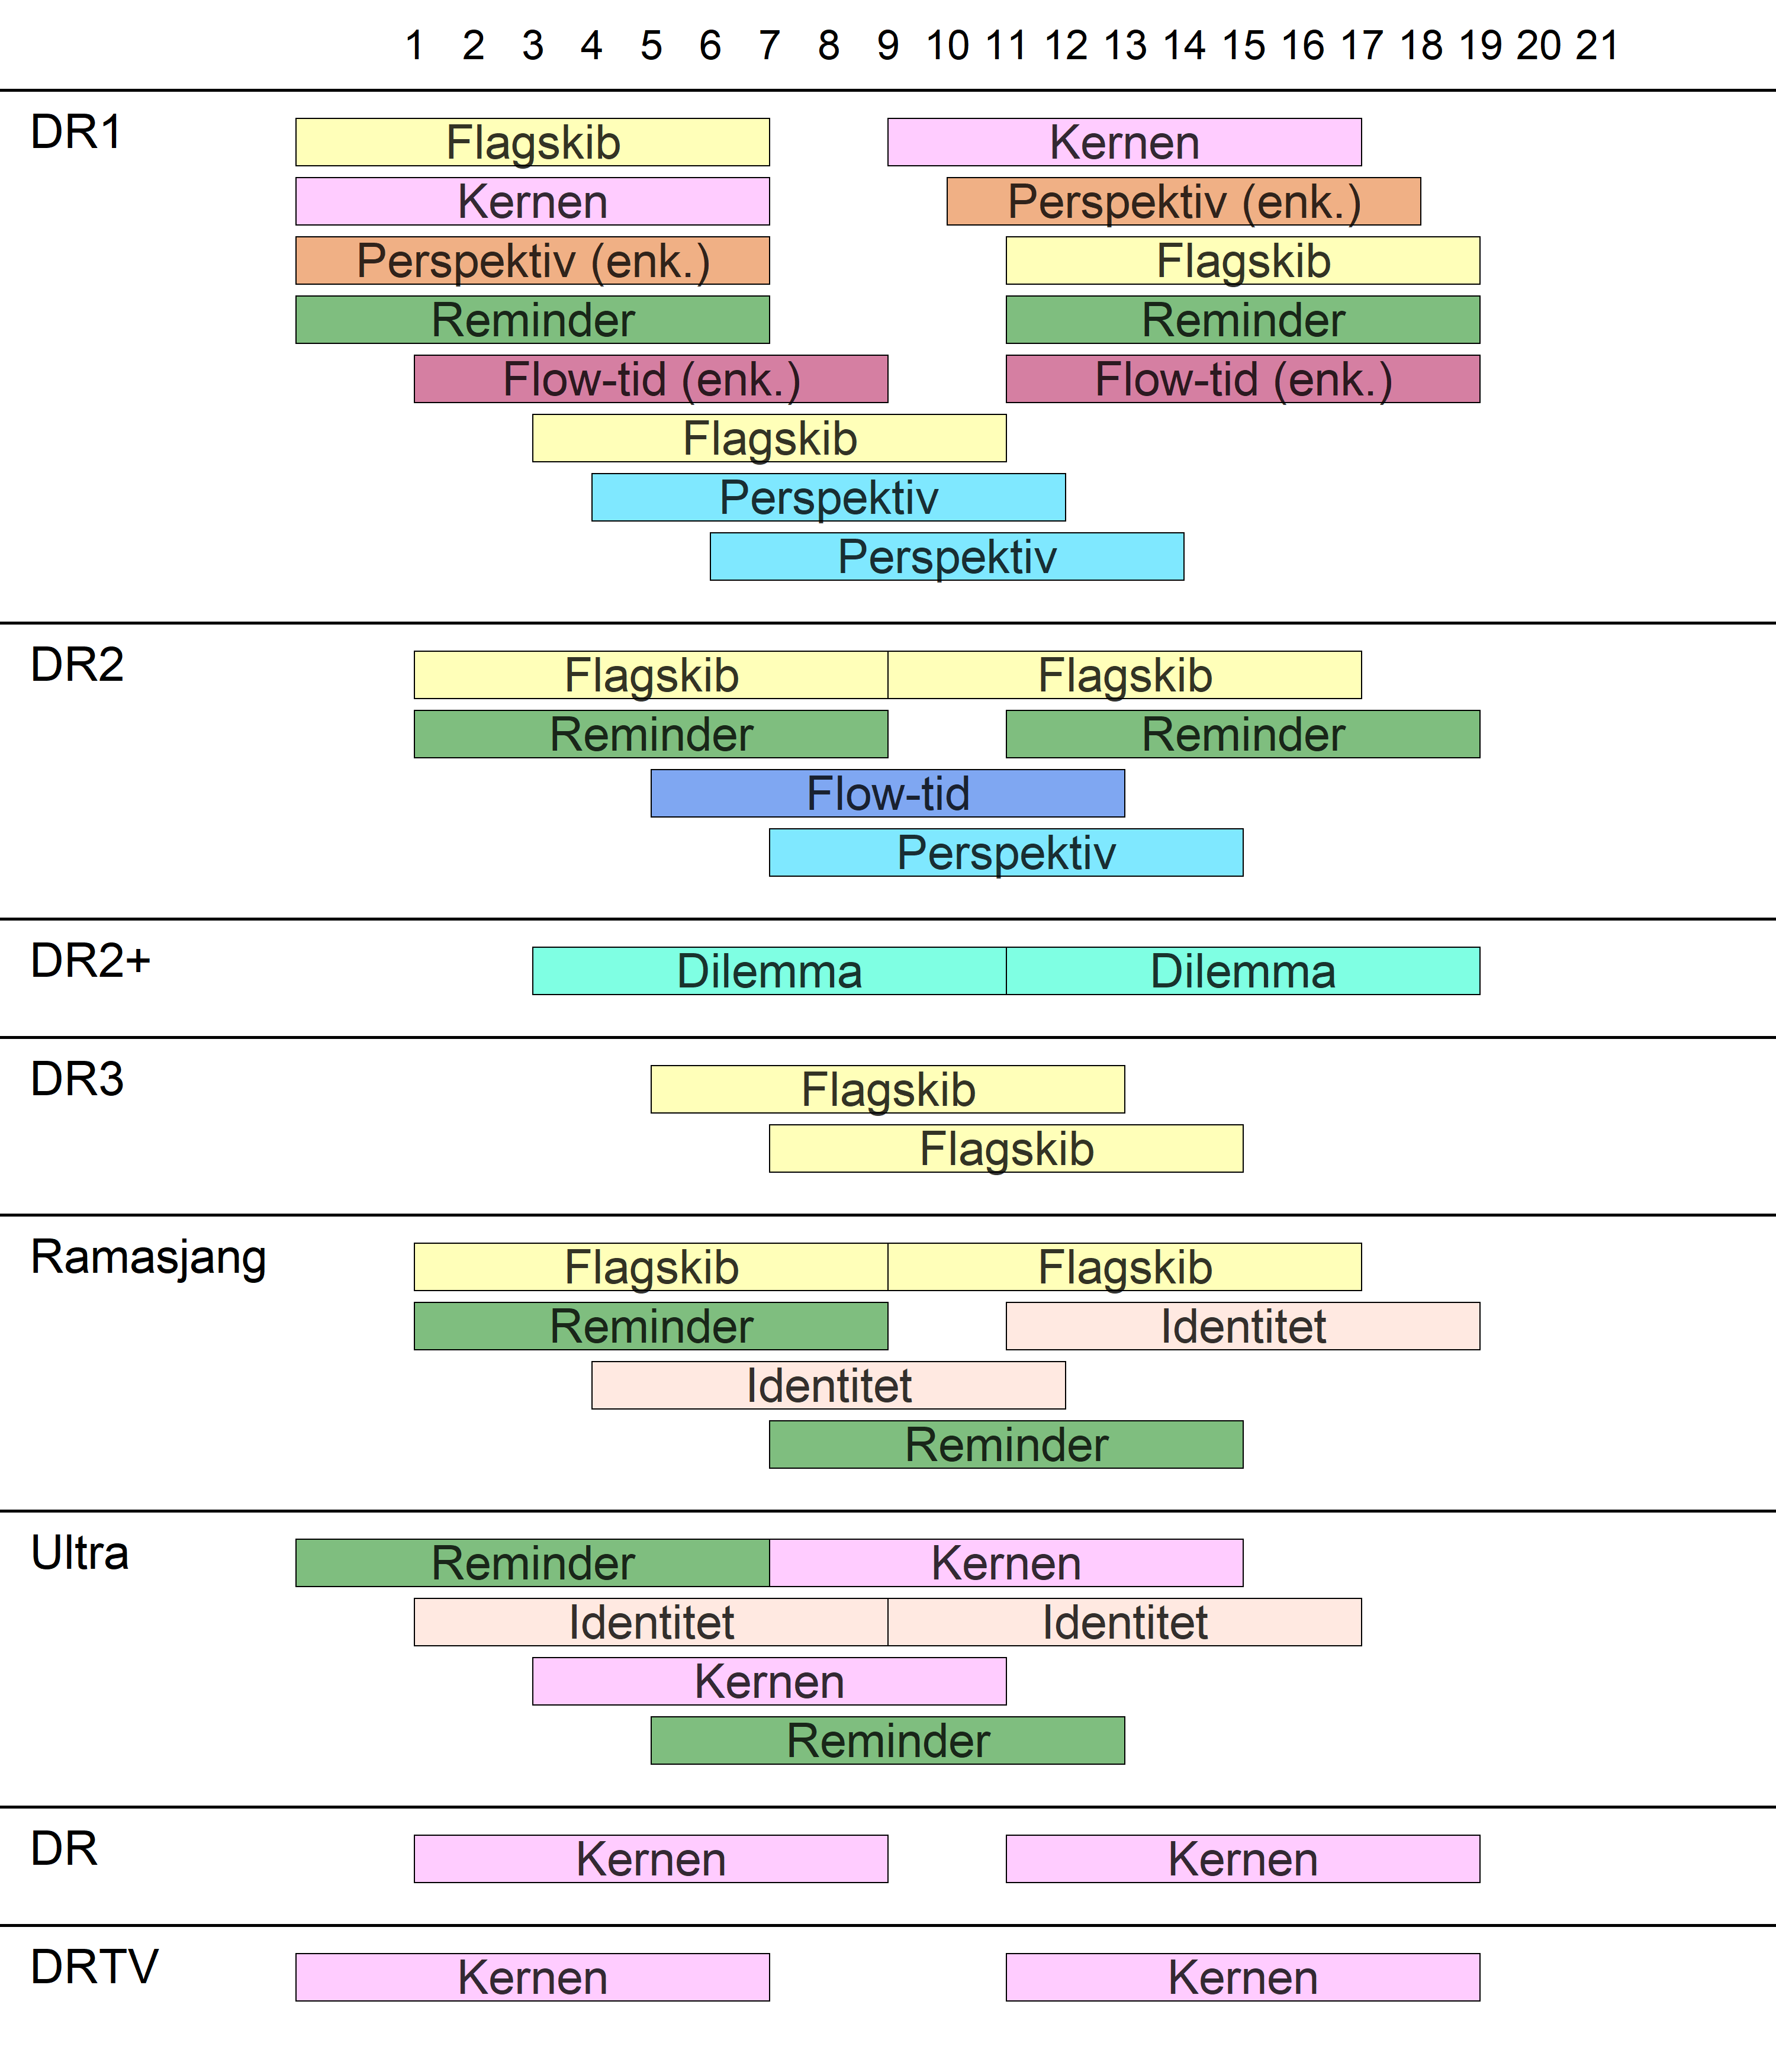 1 2 3 4 5 6 7 8 9 10 11 12 13 14 15 16 17 18 19 20 21
DR1
Flagskib Kernen
Kernen Perspektiv (enk.)
Perspektiv (enk.) Flagskib
Reminder Reminder
Flow-tid (enk.) Flow-tid (enk.)
Flagskib
Perspektiv
Perspektiv
DR2
Flagskib Flagskib
Reminder Reminder
Flow-tid
Perspektiv
DR2+
Dilemma Dilemma
DR3
Flagskib
Flagskib
Ramasjang
Flagskib Flagskib
Reminder Identitet
Identitet
Reminder
Ultra
Reminder Kernen
Identitet Identitet
Kernen
Reminder
DR
Kernen Kernen
DRTV
Kernen Kernen